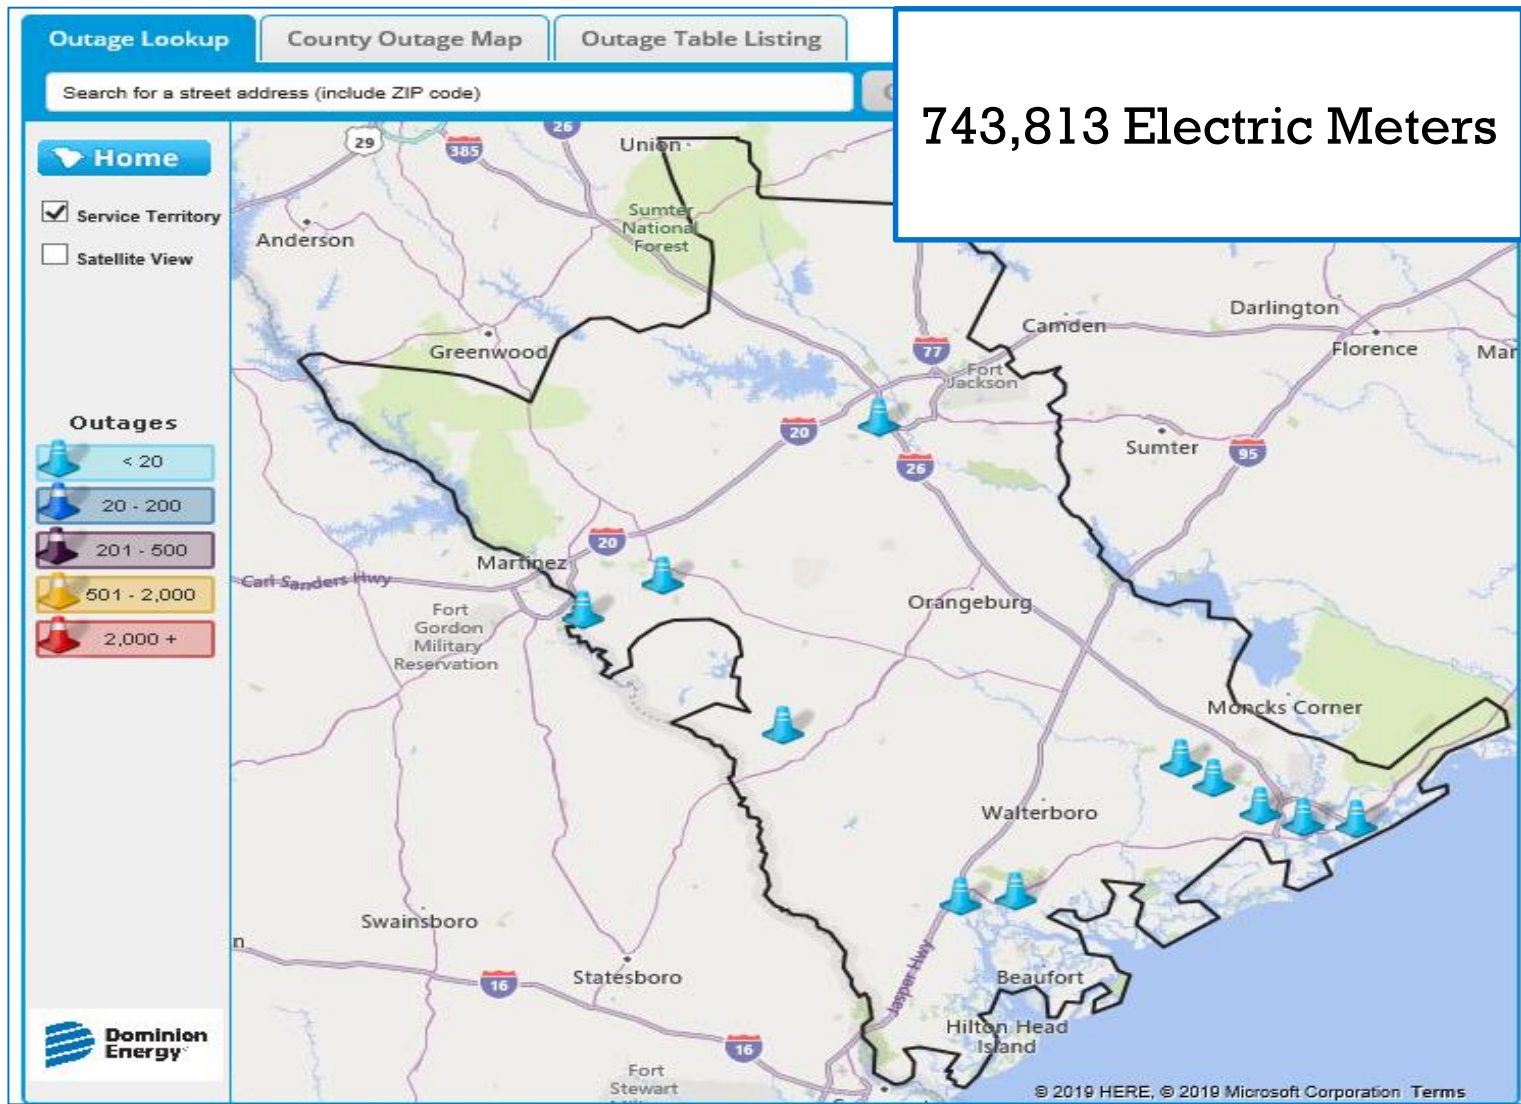 Outage Lookup
County Outage Map
Outage Table Listing
Search for a street address (include ZIP code)
743,813 Electric Meters
Home
Service Territory
Satellite View
Outages
< 20
20 - 200
201 - 500
501 - 2,000
2,000 +
Dominion
Energy
26
29
385
Union
Anderson
Sumter
National
Forest
Darlington
Camden
Florence
Mar
Greenwood
77
Fort
Jackson
20
26
Sumter
95
20
Martinez
Carl Sanders Hwy
Fort
Gordon
Military
Reservation
Orangeburg
Moncks Corner
Walterboro
Swainsboro
n
Statesboro
16
Jasper Hwy
Beaufort
Hilton Head
Island
16
Fort
Stewart
© 2019 HERE, © 2019 Microsoft Corporation Terms